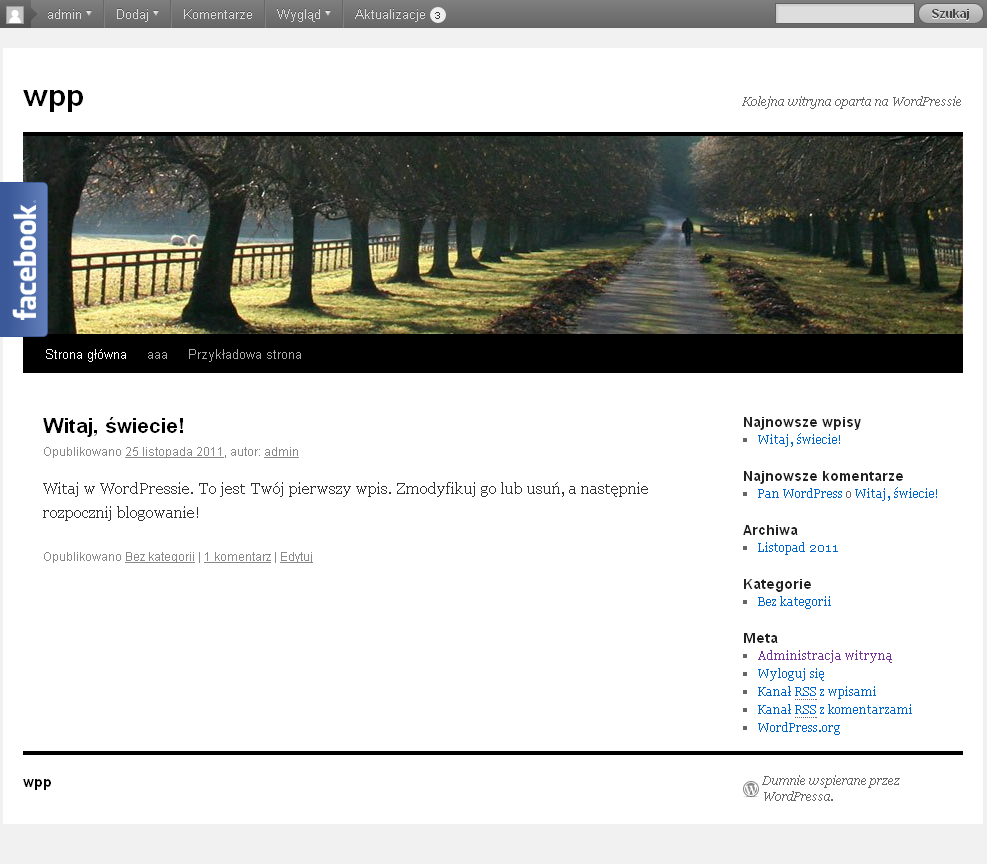 admin Dodaj Komentarze Wygląd Aktualizacje 3 Szukaj
wpp
Kolejna witryna oparta na WordPressie
facebook
Strona główna aaa Przykładowa strona
Witaj, świecie!
Opublikowano 25 listopada 2011, autor: admin
Witaj w WordPressie. To jest Twój pierwszy wpis. Zmodyfikuj go lub usuń, a następnie
rozpocznij blogowanie!
Opublikowano Bez kategorii | 1 komentarz | Edytuj
Najnowsze wpisy
Witaj, świecie!
Najnowsze komentarze
Pan WordPress o Witaj, świecie!
Archiwa
Listopad 2011
Kategorie
Bez kategorii
Meta
Administracja witryną
Wyloguj się
Kanał RSS z wpisami
Kanał RSS z komentarzami
WordPress.org
wpp
Dumnie wspierane przez
WordPressa.